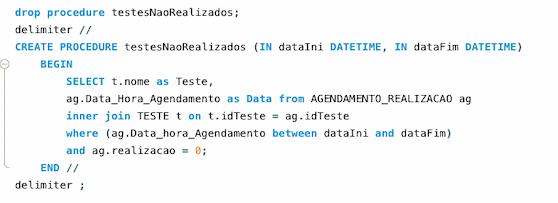 drop procedure testesNaoRealizados;
delimiter //
CREATE PROCEDURE testesNaoRealizados (IN dataIni DATETIME, IN dataFim DATETIME)
BEGIN
SELECT t.nome as Teste,
ag.Data_Hora_Agendamento as Data from AGENDAMENTO_REALIZACAO ag
inner join TESTE t on t.idTeste = ag.idTeste
where (ag.Data_hora_Agendamento between dataIni and dataFim)
and ag.realizacao = 0;
END //
delimiter ;